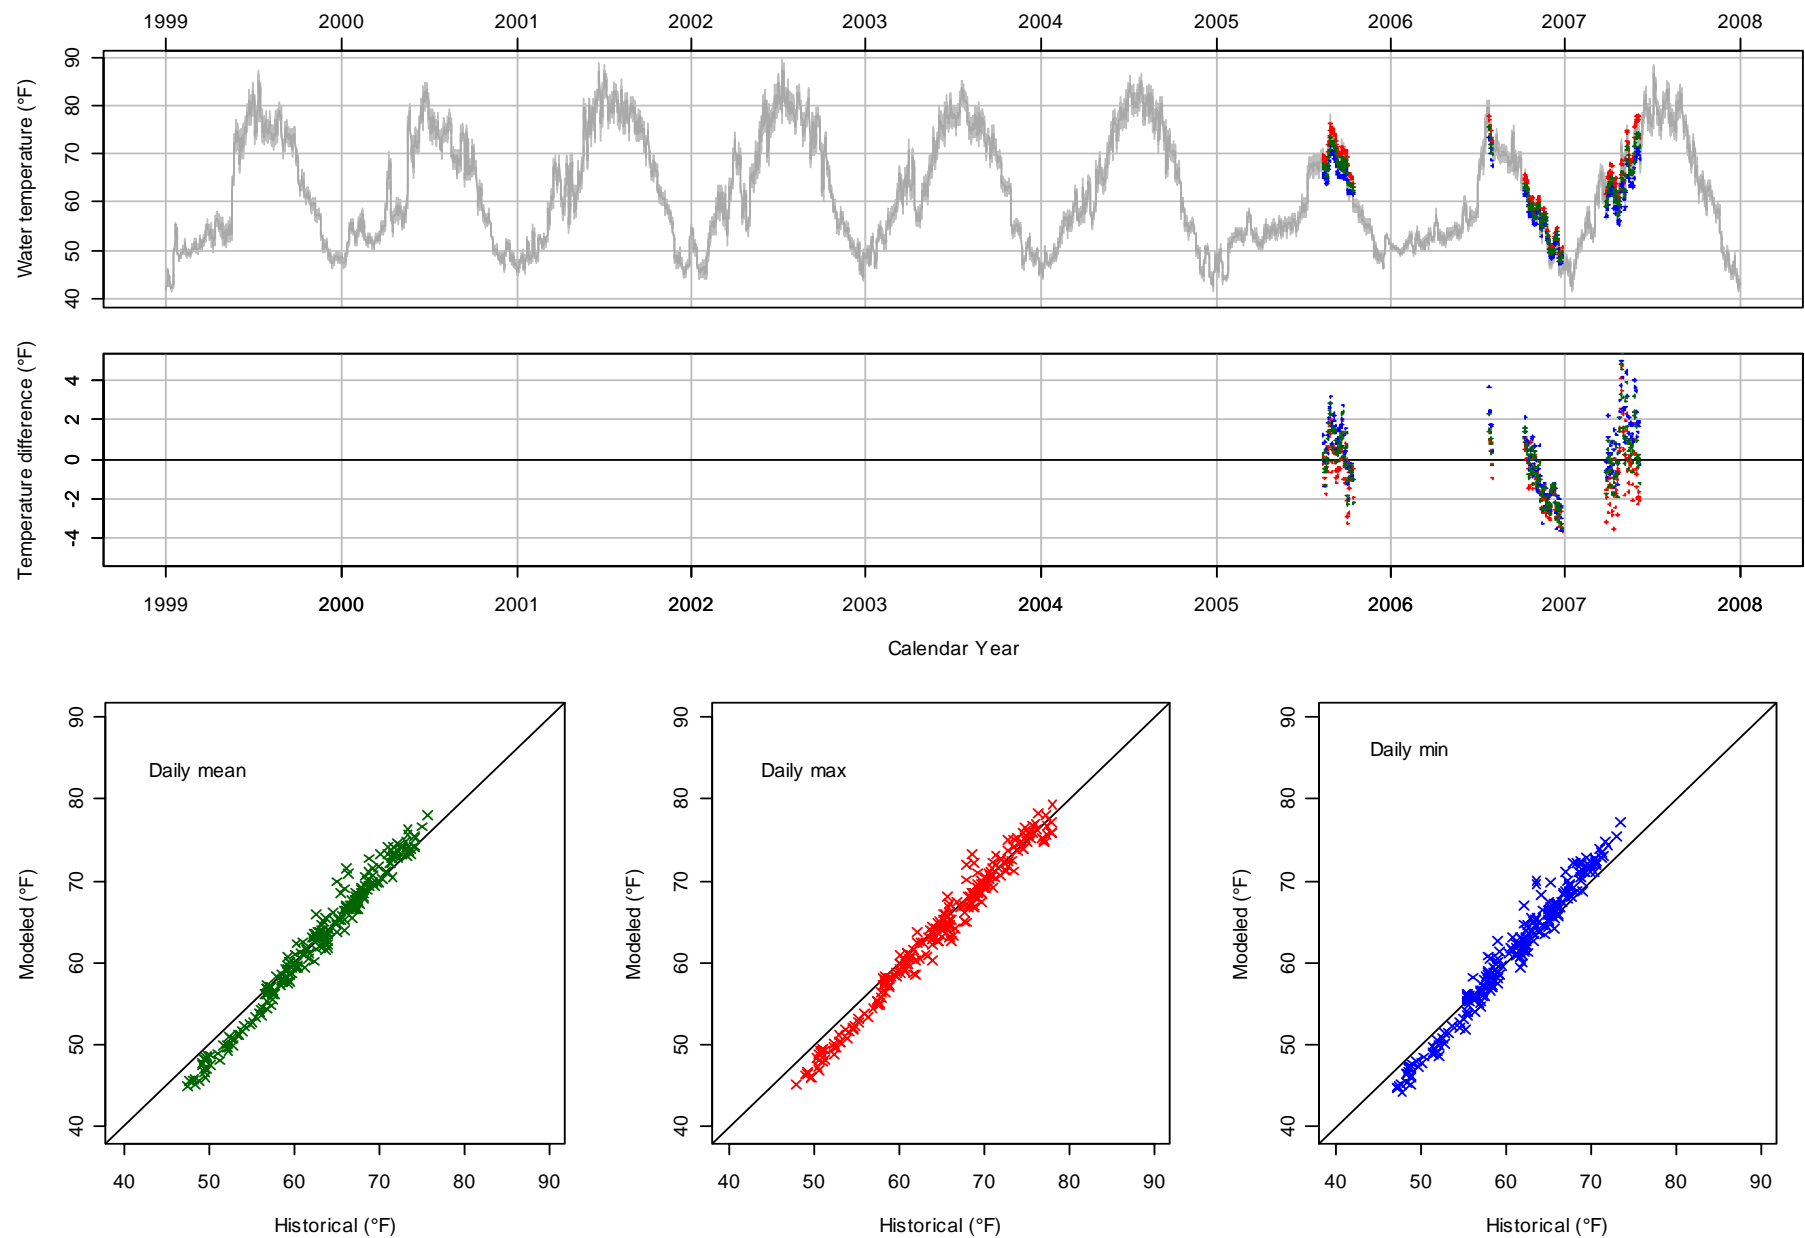 1999 2000 2001 2002 2003 2004 2005 2006 2007 2008
Water temperature (°F)
90
80
70
60
50
40
Temperature difference (°F)
4
2
0
-2
-4
1999 2000 2001 2002 2003 2004 2005 2006 2007 2008
Calendar Year
Daily mean
Modeled (°F)
90
80
70
60
50
40
40 50 60 70 80 90
Historical (°F)
Daily max
Modeled (°F)
90
80
70
60
50
40
40 50 60 70 80 90
Historical (°F)
Daily min
Modeled (°F)
90
80
70
60
50
40
40 50 60 70 80 90
Historical (°F)